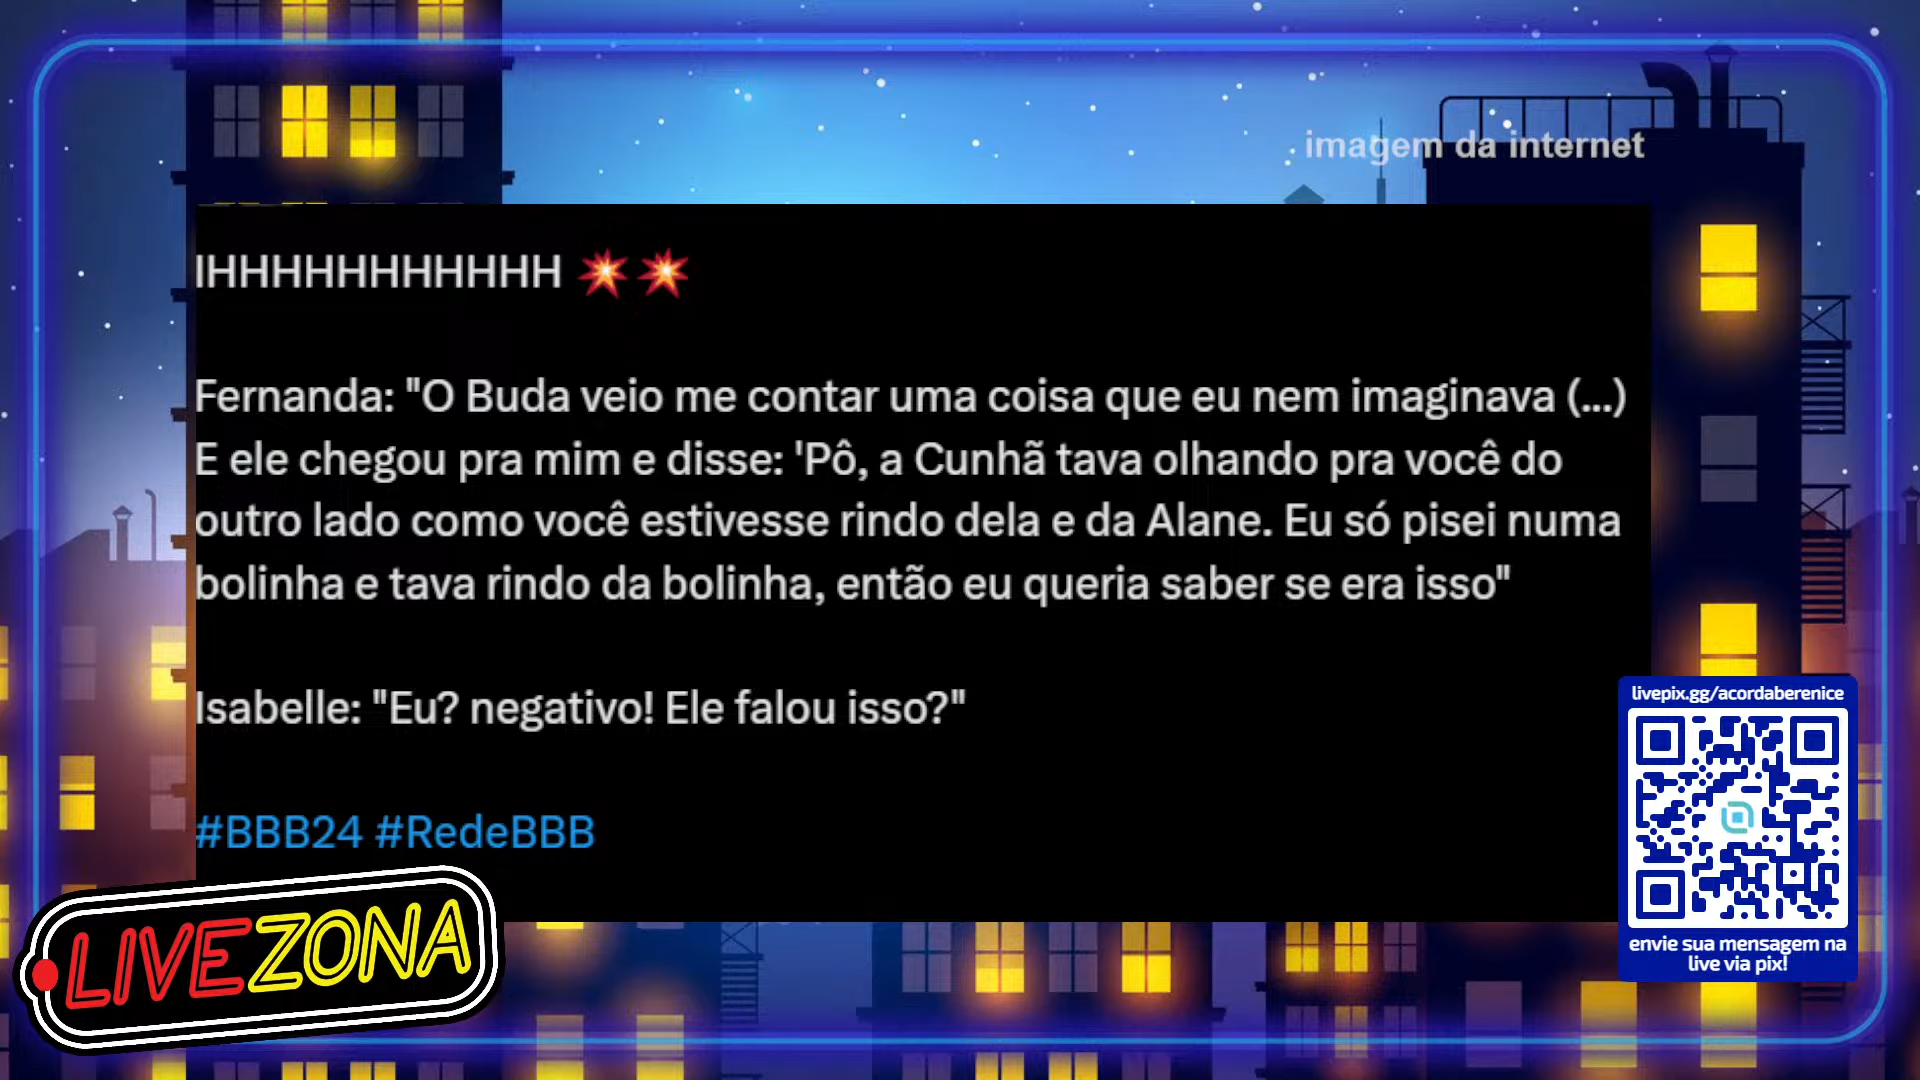 imagem da internet
IHHHHHHHHHHH 💥💥
Fernanda: "O Buda veio me contar uma coisa que eu nem imaginava (...)
E ele chegou pra mim e disse: 'Pô, a Cunhã tava olhando pra você do
outro lado como você estivesse rindo dela e da Alane. Eu só pisei numa
bolinha e tava rindo da bolinha, então eu queria saber se era isso"
Isabelle: "Eu? negativo! Ele falou isso?"
#BBB24 #RedeBBB
LIVEZONA
livepix.gg/acordaberenice
envie sua mensagem na
live via pix!